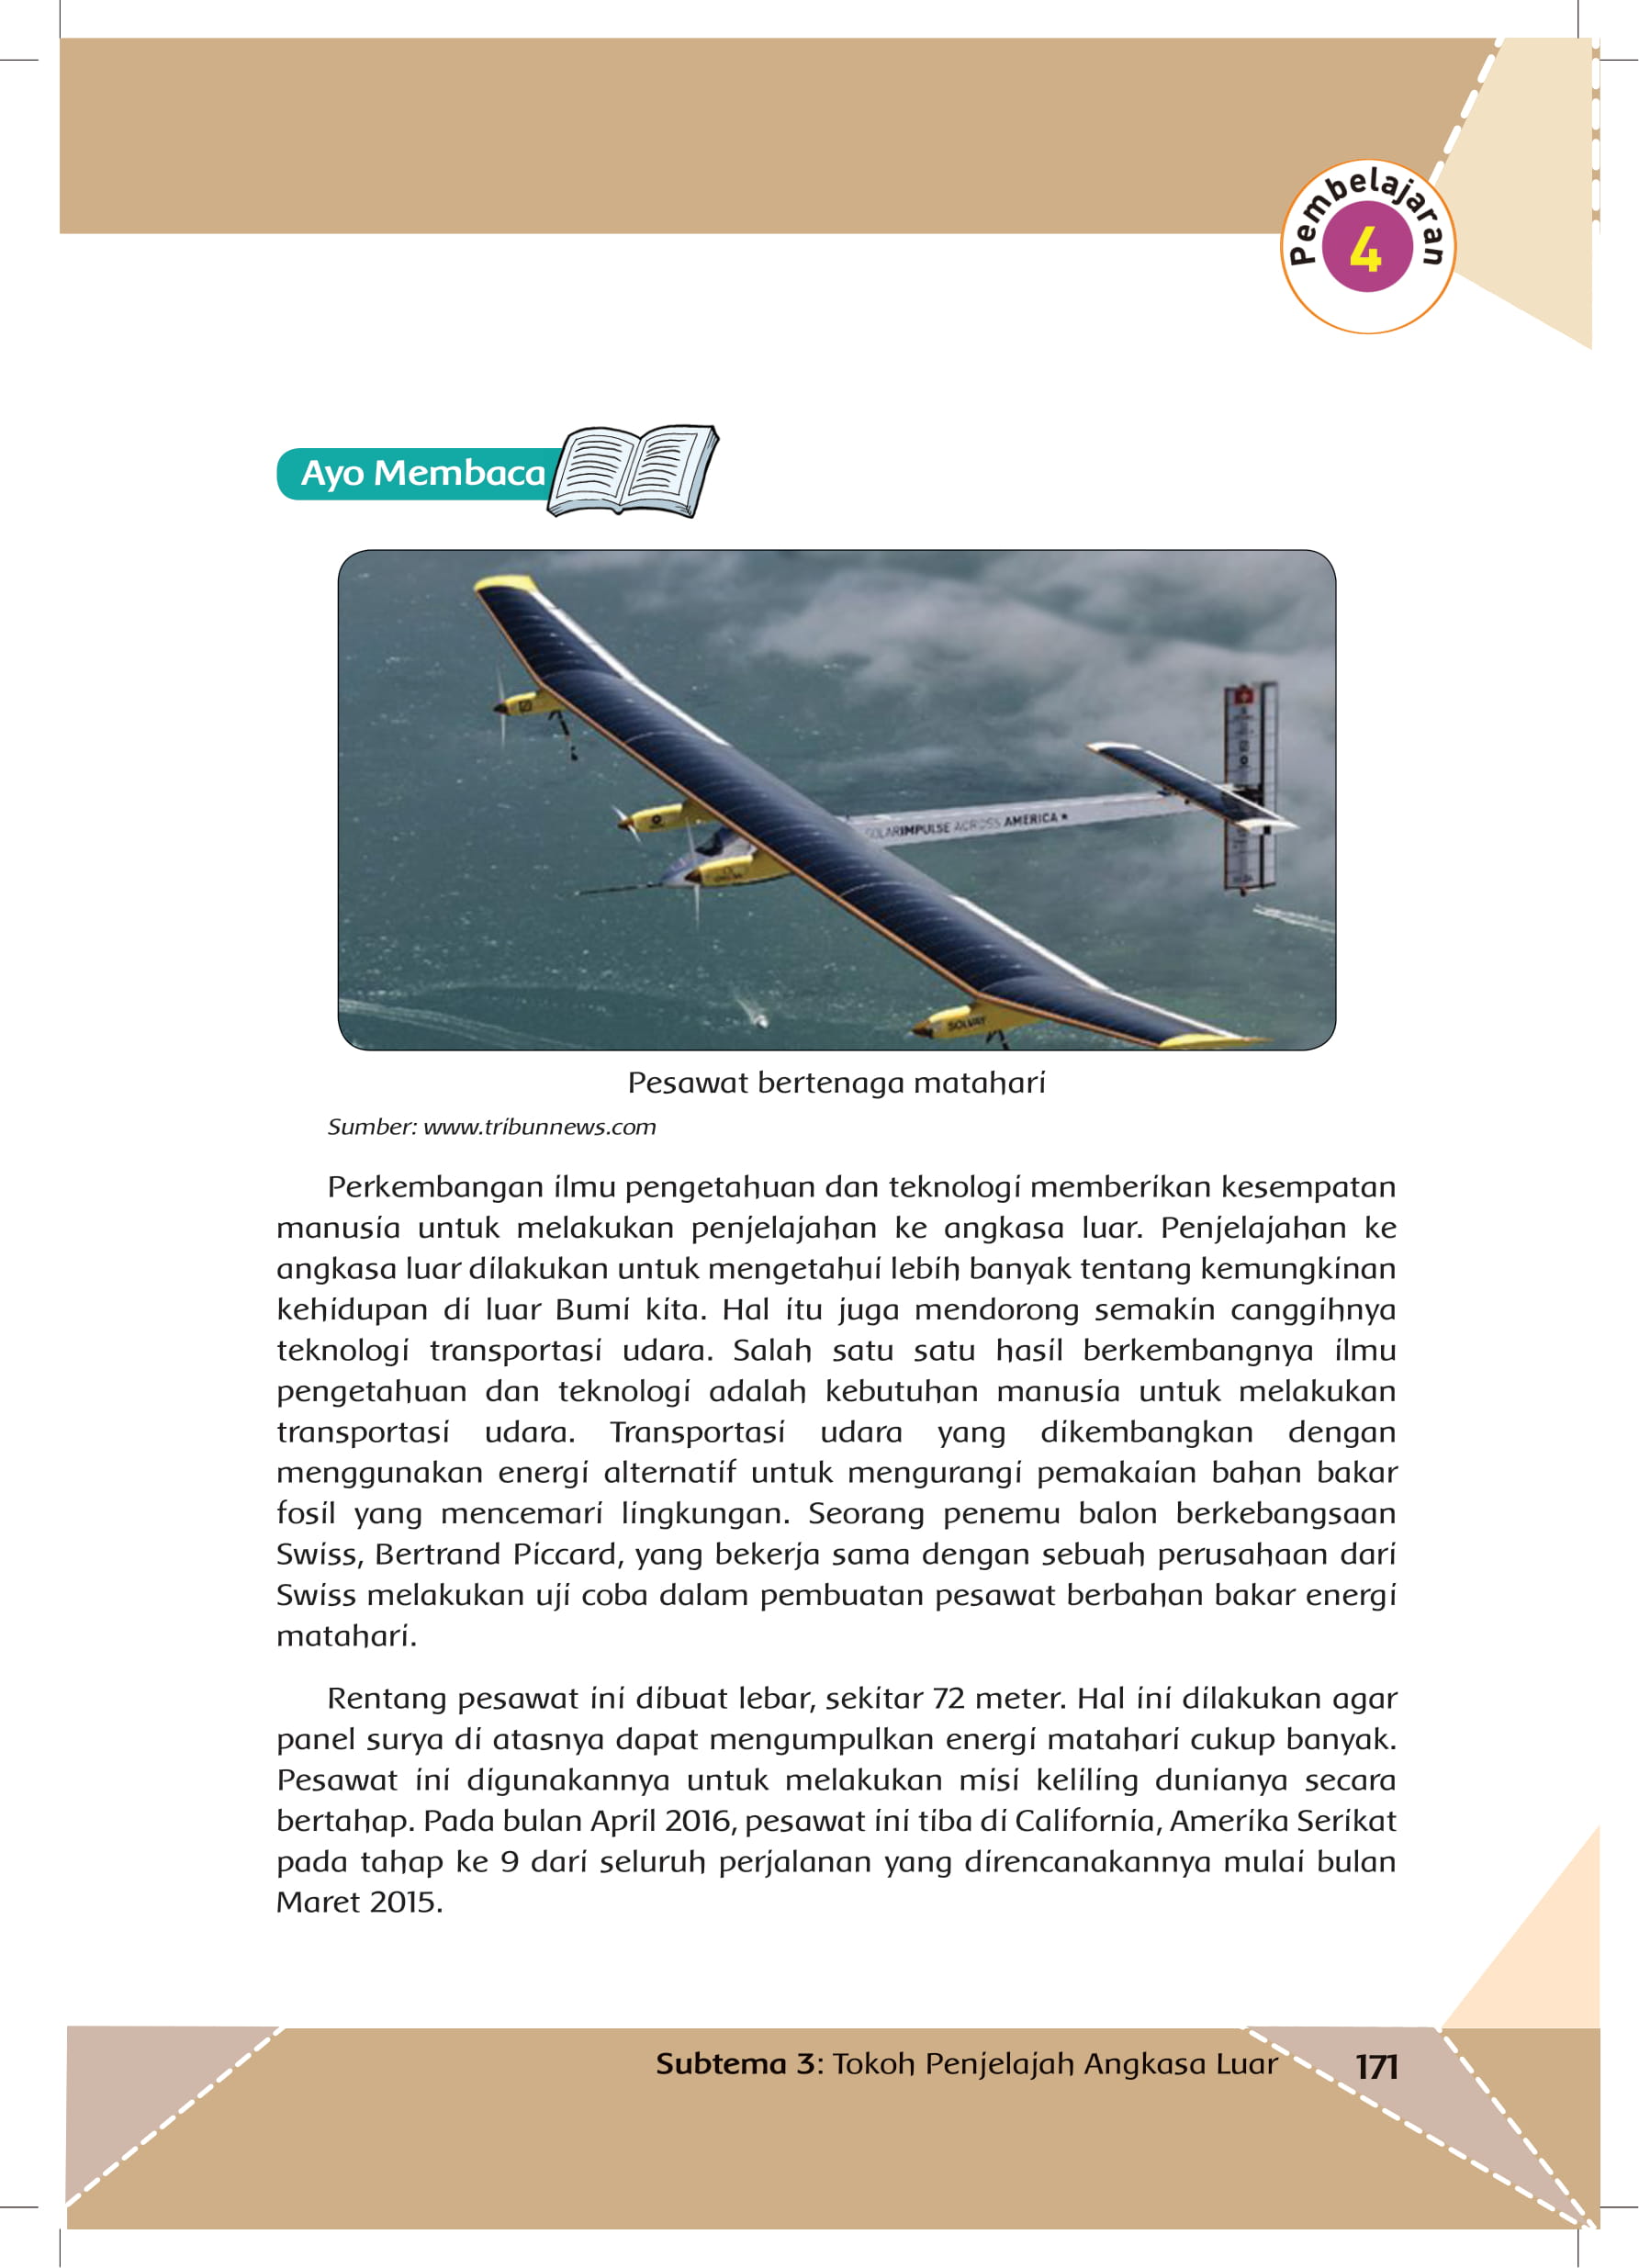 Pembelajaran
4
Ayo Membaca
SOLARIMPULSE ACROSS AMERICA
SOLVAY
Pesawat bertenaga matahari
Sumber: www.tribunnews.com
Perkembangan ilmu pengetahuan dan teknologi memberikan kesempatan
manusia untuk melakukan penjelajahan ke angkasa luar. Penjelajahan ke
angkasa luar dilakukan untuk mengetahui lebih banyak tentang kemungkinan
kehidupan di luar Bumi kita. Hal itu juga mendorong semakin canggihnya
teknologi transportasi udara. Salah satu satu hasil berkembangnya ilmu
pengetahuan dan teknologi adalah kebutuhan manusia untuk melakukan
transportasi udara. Transportasi udara yang dikembangkan dengan
menggunakan energi alternatif untuk mengurangi pemakaian bahan bakar
fosil yang mencemari lingkungan. Seorang penemu balon berkebangsaan
Swiss, Bertrand Piccard, yang bekerja sama dengan sebuah perusahaan dari
Swiss melakukan uji coba dalam pembuatan pesawat berbahan bakar energi
matahari.
Rentang pesawat ini dibuat lebar, sekitar 72 meter. Hal ini dilakukan agar
panel surya di atasnya dapat mengumpulkan energi matahari cukup banyak.
Pesawat ini digunakannya untuk melakukan misi keliling dunianya secara
bertahap. Pada bulan April 2016, pesawat ini tiba di California, Amerika Serikat
pada tahap ke 9 dari seluruh perjalanan yang direncanakannya mulai bulan
Maret 2015.
Subtema 3: Tokoh Penjelajah Angkasa Luar
171